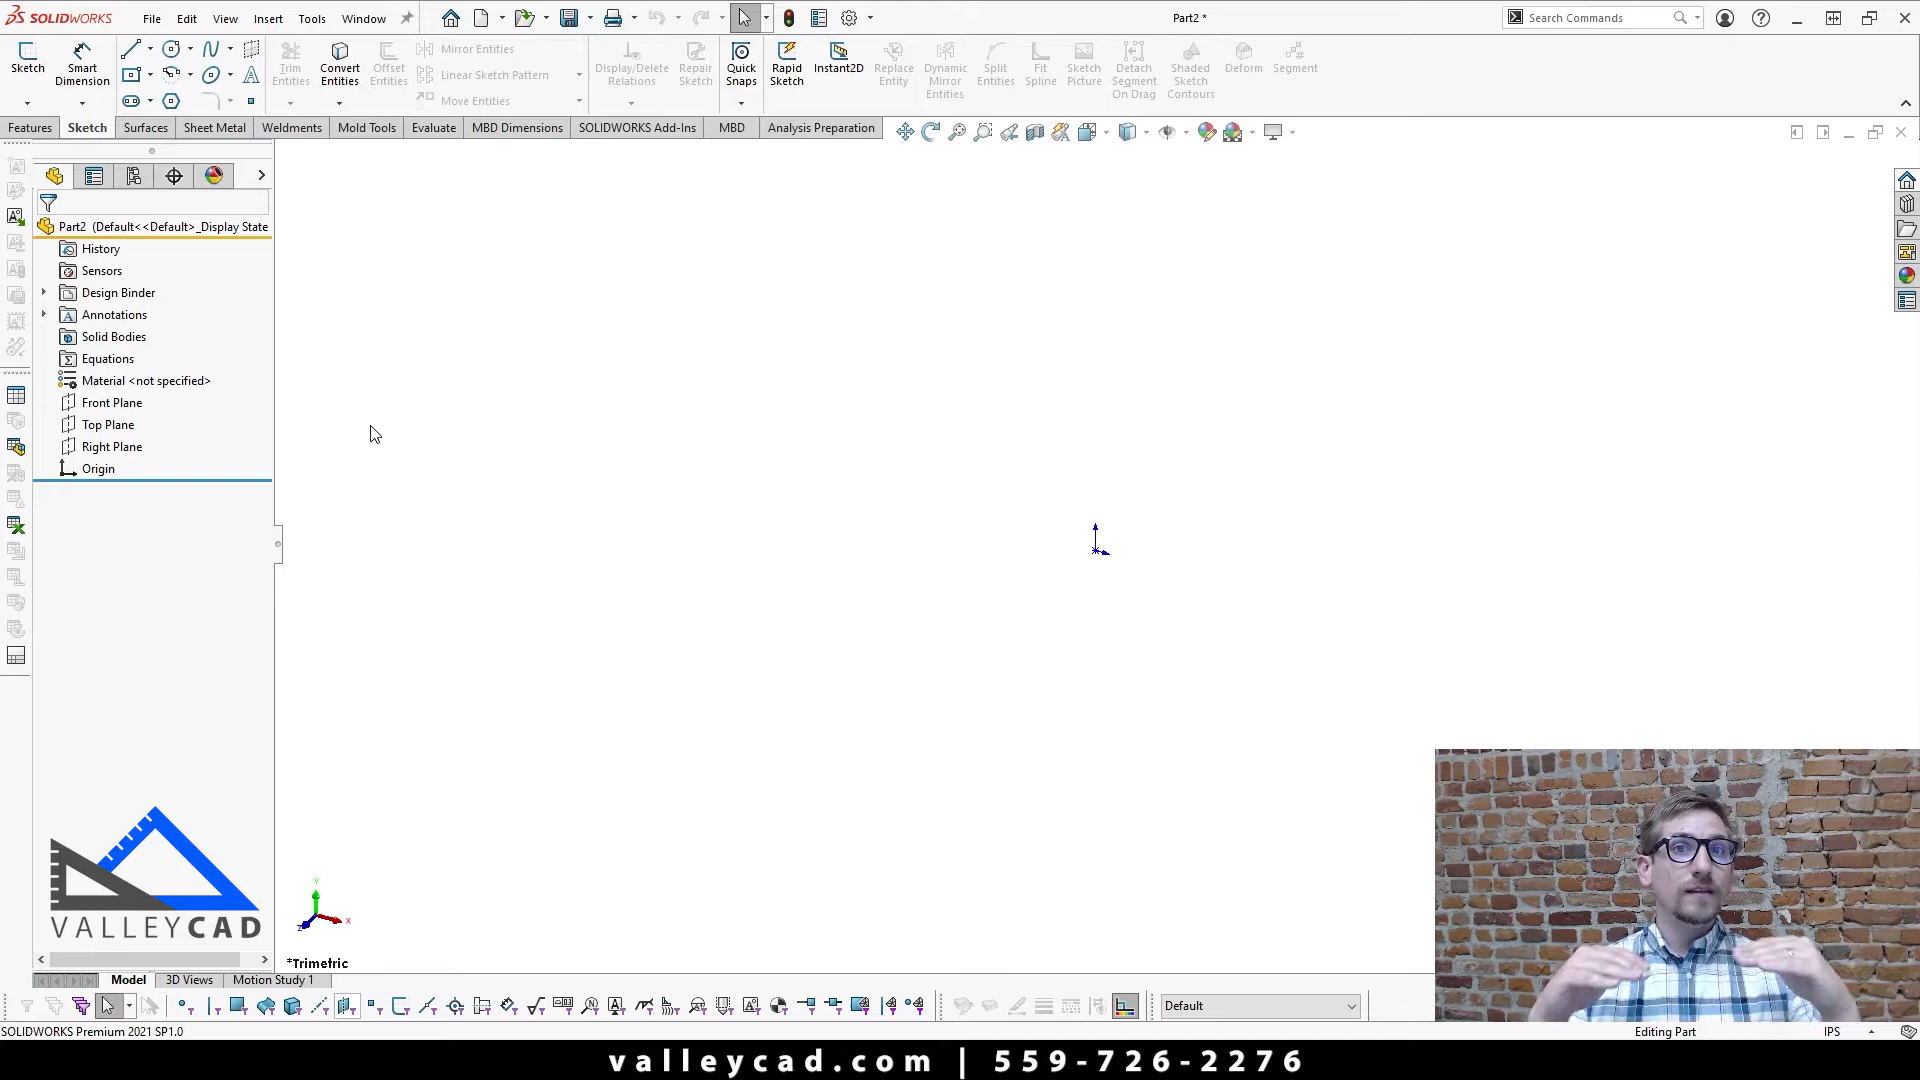 SOLIDWORKS File Edit View Insert Tools Window Part2 * Search Commands
Sketch Smart Dimension Trim Entities Convert Entities Offset Entities Mirror Entities Linear Sketch Pattern Move Entities Display/Delete Relations Repair Sketch Quick Snaps Rapid Sketch Instant2D Replace Entity Dynamic Mirror Entities Split Entities Fit Spline Sketch Picture Detach Segment On Drag Shaded Sketch Contours Deform Segment
Features Sketch Surfaces Sheet Metal Weldments Mold Tools Evaluate MBD Dimensions SOLIDWORKS Add-Ins MBD Analysis Preparation
Part2 (Default<<Default>_Display State
History
Sensors
Design Binder
Annotations
Solid Bodies
Equations
Material <not specified>
Front Plane
Top Plane
Right Plane
Origin
VALLEYCAD
Y
X
Z
*Trimetric
Model 3D Views Motion Study 1
Default
SOLIDWORKS Premium 2021 SP1.0 Editing Part IPS
valleycad.com | 559-726-2276